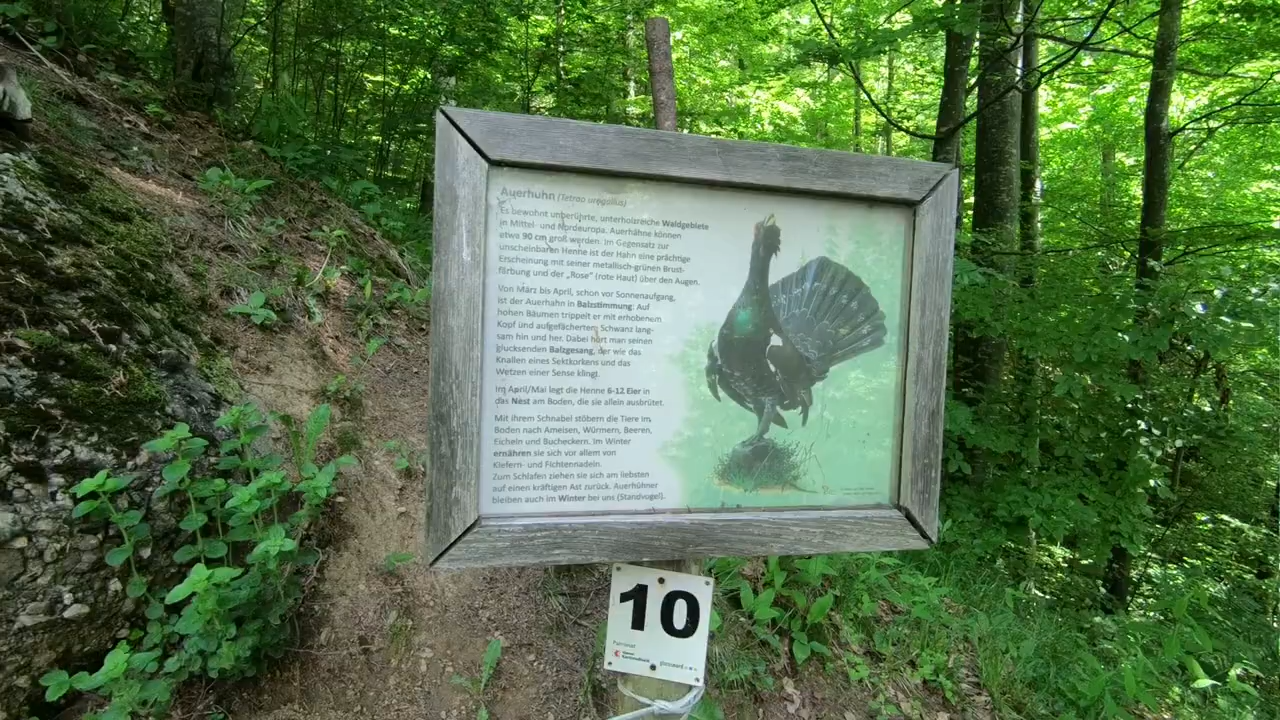 Auerhuhn (Tetrao urogallus)
Es bewohnt unberührte, unterholzreiche Waldgebiete
in Mittel- und Nordeuropa. Auerhähne können
etwa 90 cm groß werden. Im Gegensatz zur
unscheinbaren Henne ist der Hahn eine prächtige
Erscheinung mit seiner metallisch-grünen Brust-
färbung und der „Rose" (rote Haut) über den Augen.
Von März bis April, schon vor Sonnenaufgang,
ist der Auerhahn in Balzstimmung: Auf
hohen Bäumen trippelt er mit erhobenem
Kopf und aufgefächertem Schwanz lang-
sam hin und her. Dabei hört man seinen
glucksenden Balzgesang, der wie das
Knallen eines Sektkorkens und das
Wetzen einer Sense klingt.
Im April/Mai legt die Henne 6-12 Eier in
das Nest am Boden, die sie allein ausbrütet.
Mit ihrem Schnabel stöbern die Tiere im
Boden nach Ameisen, Würmern, Beeren,
Eicheln und Bucheckern. Im Winter
ernähren sie sich vor allem von
Kiefern- und Fichtennadeln.
Zum Schlafen ziehen sie sich am liebsten
auf einen kräftigen Ast zurück. Auerhühner
bleiben auch im Winter bei uns (Standvogel).
10
Patronat